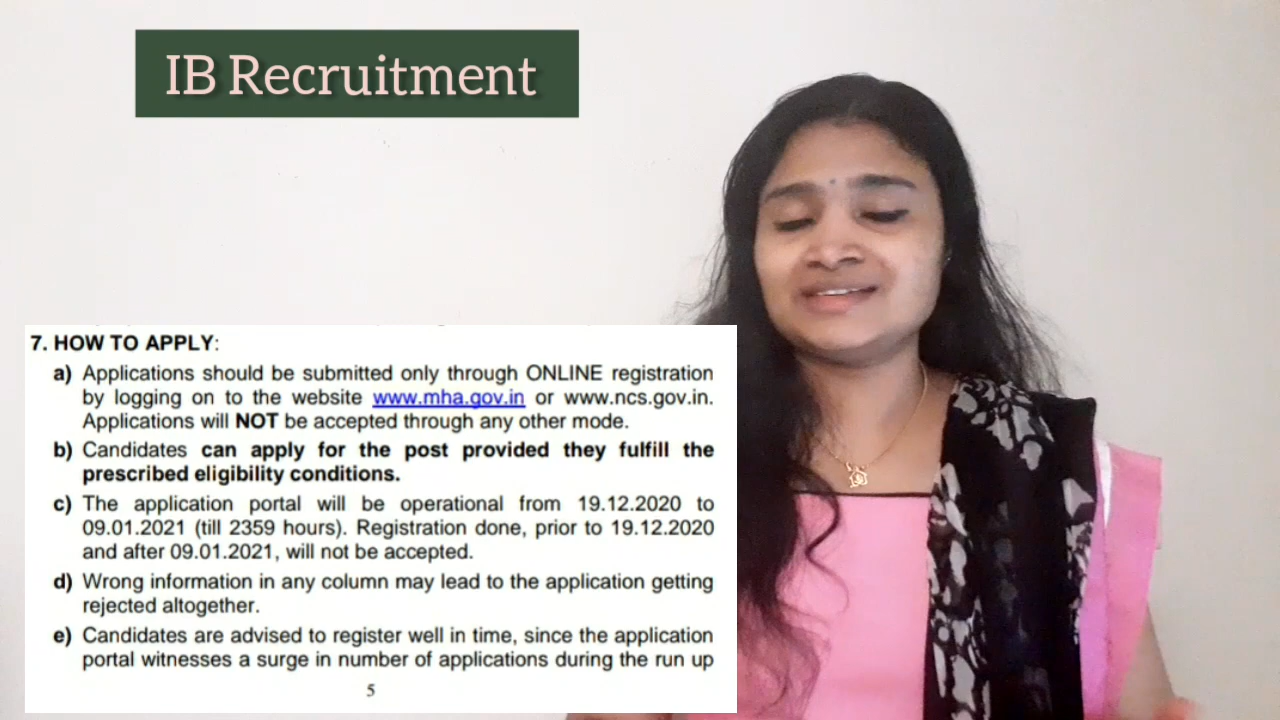 IB Recruitment
7. HOW TO APPLY:
a) Applications should be submitted only through ONLINE registration
by logging on to the website www.mha.gov.in or www.ncs.gov.in.
Applications will NOT be accepted through any other mode.
b) Candidates can apply for the post provided they fulfill the
prescribed eligibility conditions.
c) The application portal will be operational from 19.12.2020 to
09.01.2021 (till 2359 hours). Registration done, prior to 19.12.2020
and after 09.01.2021, will not be accepted.
d) Wrong information in any column may lead to the application getting
rejected altogether.
e) Candidates are advised to register well in time, since the application
portal witnesses a surge in number of applications during the run up
5